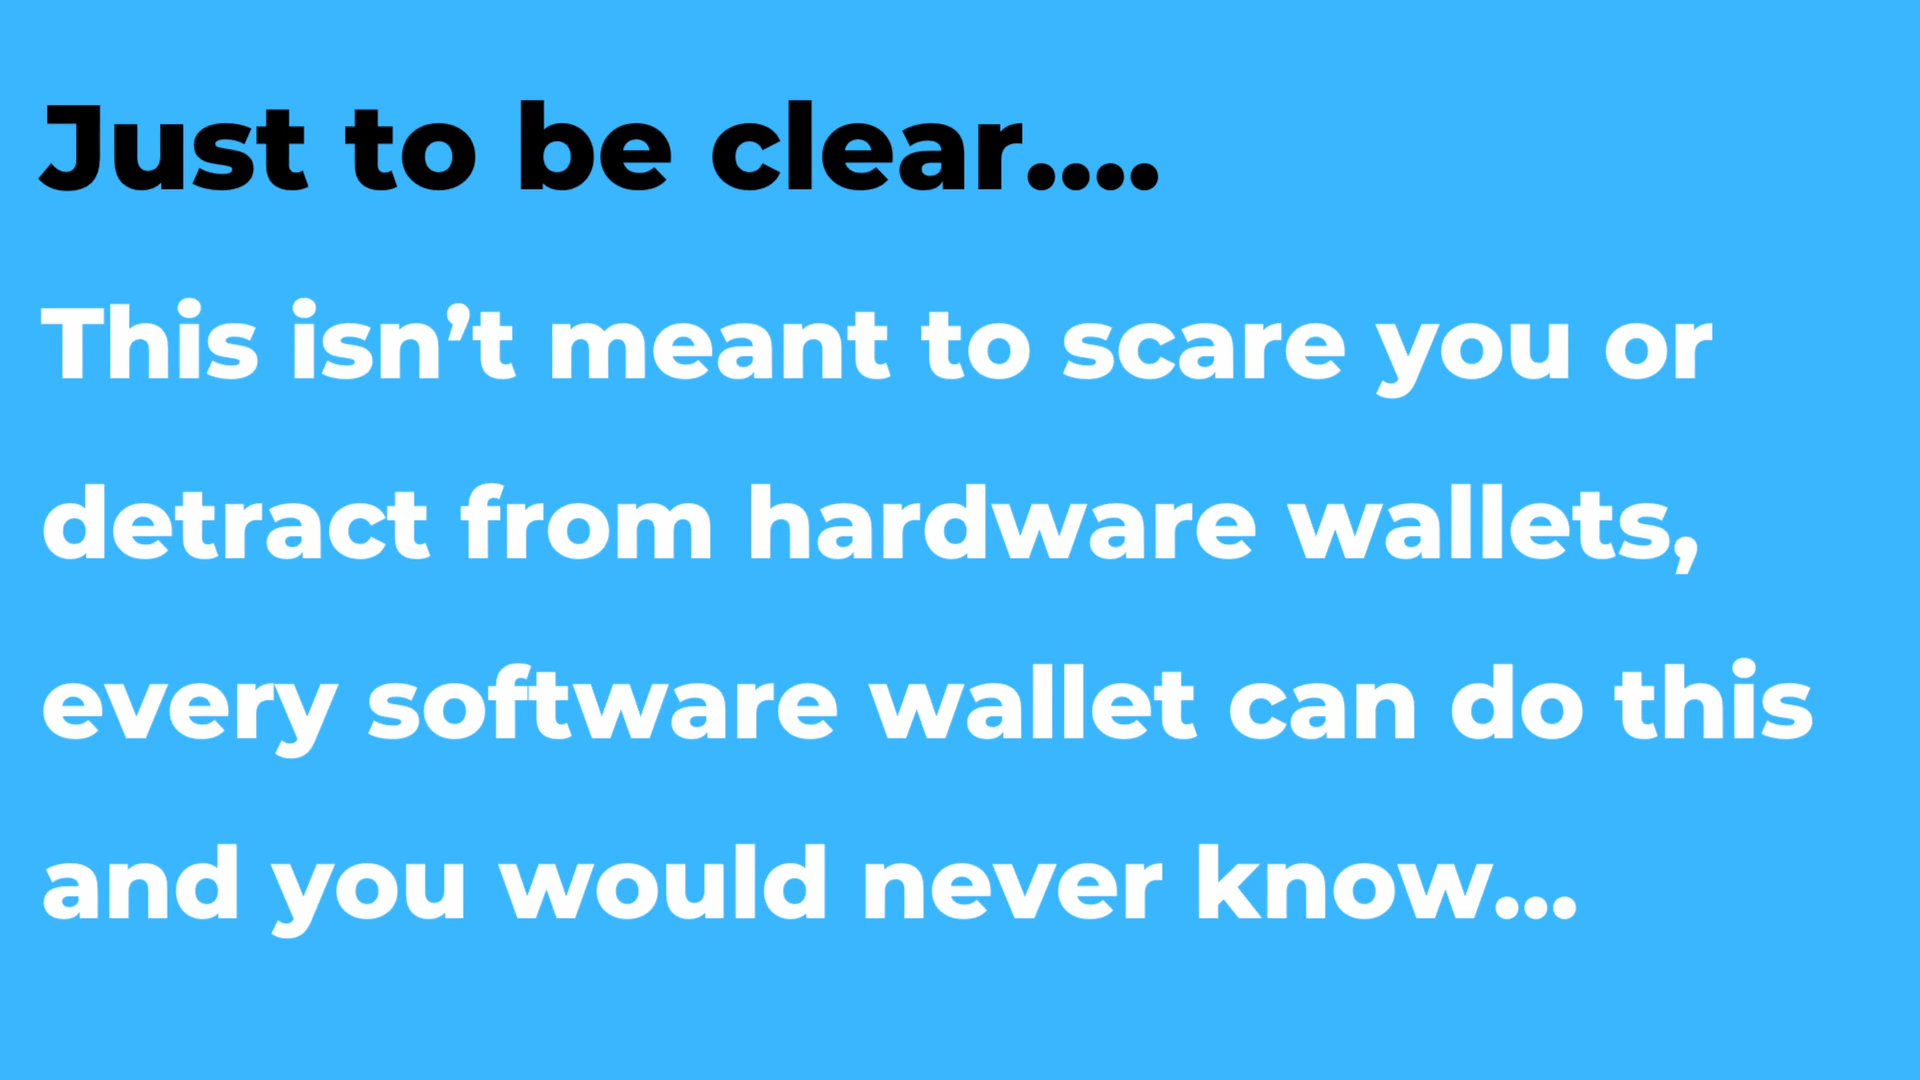 Just to be clear....
This isn’t meant to scare you or
detract from hardware wallets,
every software wallet can do this
and you would never know...